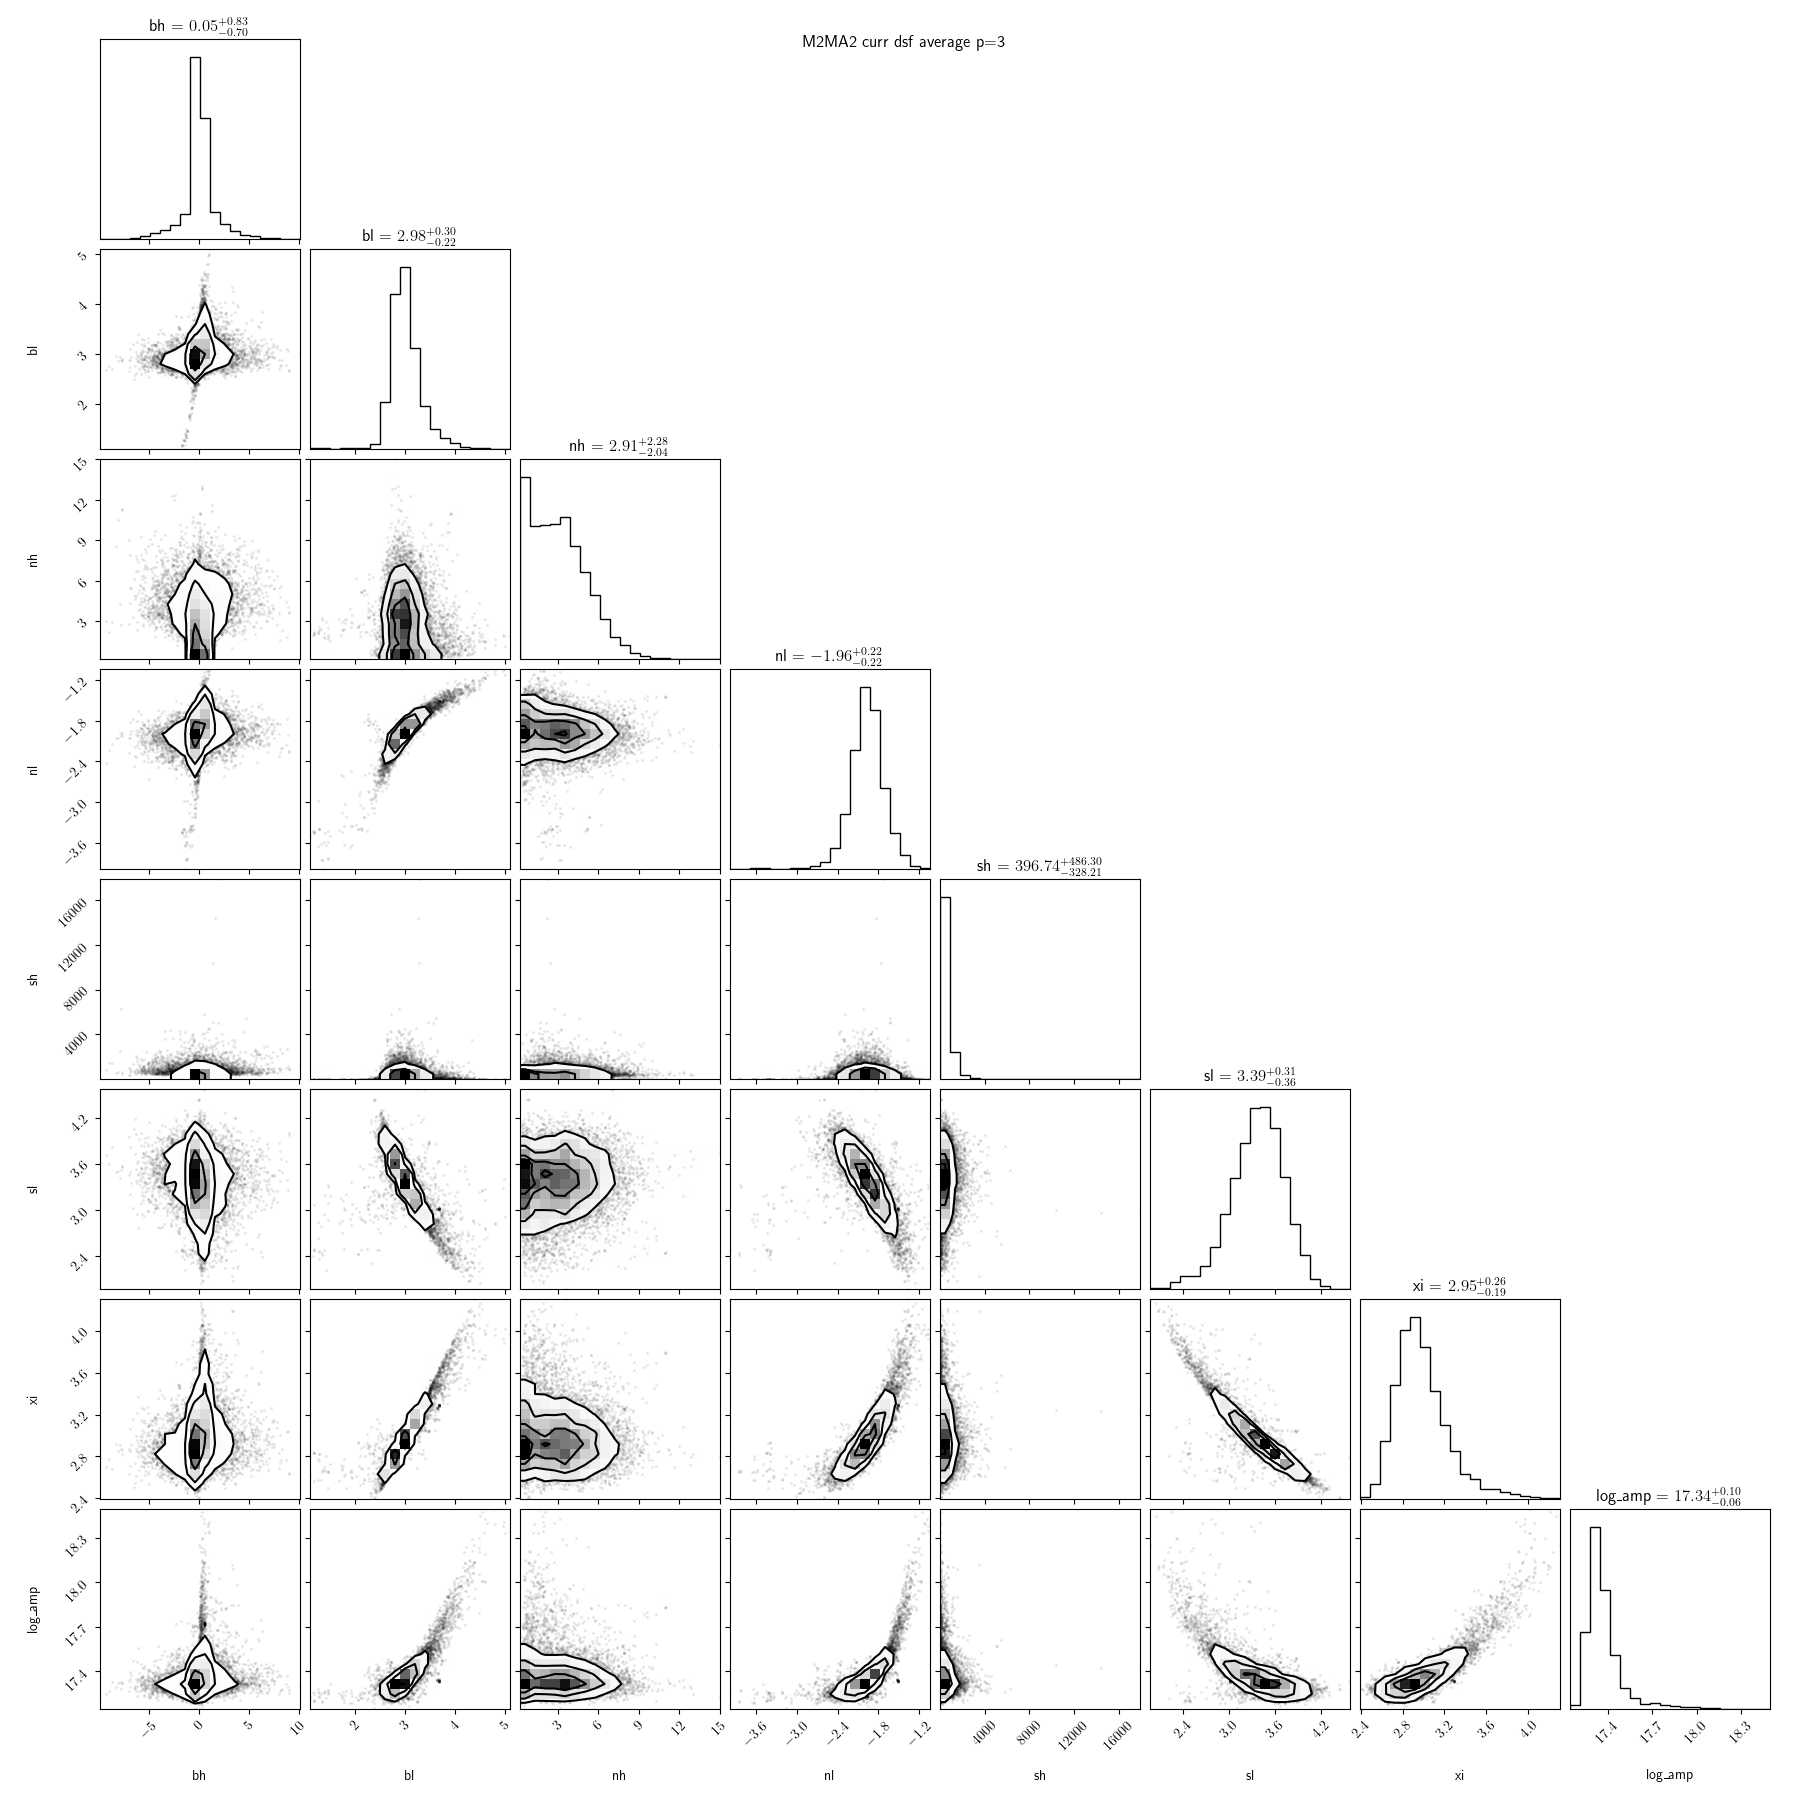 M2MA2 curr dsf average p=3
bh = 0.05^{+0.83}_{-0.70}
bl = 2.98^{+0.30}_{-0.22}
bl
5
4
3
2
nh = 2.91^{+2.28}_{-2.04}
nh
15
12
9
6
3
nl = −1.96^{+0.22}_{-0.22}
nl
−1.2
−1.8
−2.4
−3.0
−3.6
sh = 396.74^{+486.30}_{-328.21}
sh
16000
12000
8000
4000
sl = 3.39^{+0.31}_{-0.36}
sl
4.2
3.6
3.0
2.4
xi = 2.95^{+0.26}_{-0.19}
xi
4.0
3.6
3.2
2.8
2.4
log_amp = 17.34^{+0.10}_{-0.06}
log_amp
18.3
18.0
17.7
17.4
−5 0 5 10
2 3 4 5
3 6 9 12 15
−3.6 −3.0 −2.4 −1.8 −1.2
4000 8000 12000 16000
2.4 3.0 3.6 4.2
2.4 2.8 3.2 3.6 4.0
17.4 17.7 18.0 18.3
bh bl nh nl sh sl xi log_amp